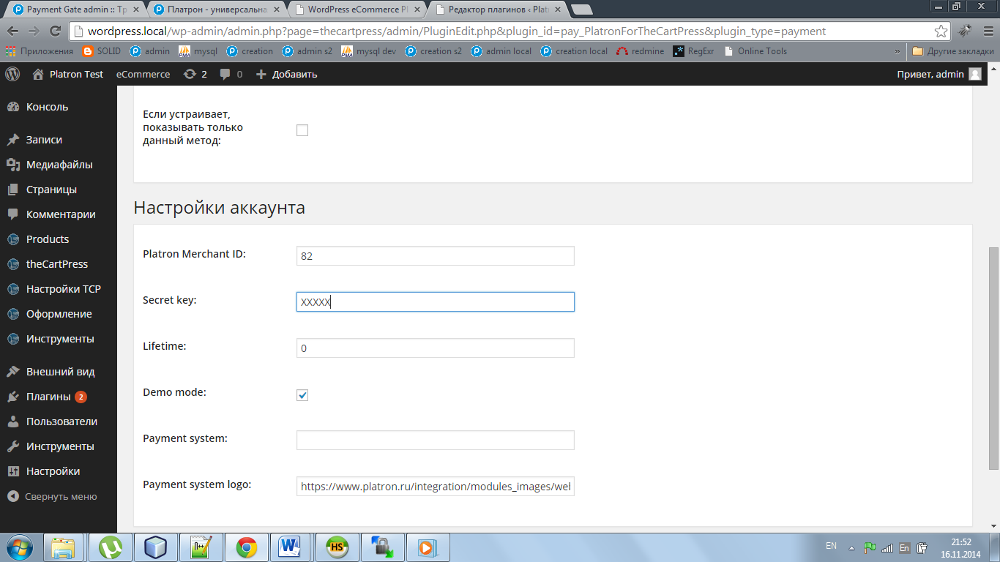 Payment Gate admin :: Тр
Платрон - универсальна
WordPress eCommerce Pl
Редактор плагинов ‹ Plat
wordpress.local/wp-admin/admin.php?page=thecartpress/admin/PluginEdit.php&plugin_id=pay_PlatronForTheCartPress&plugin_type=payment
Приложения SOLID admin mysql creation admin s2 mysql dev creation s2 admin local creation local redmine RegExr Online Tools » Другие закладки
Platron Test eCommerce 2 0 Добавить Привет, admin
Консоль
Записи
Медиафайлы
Страницы
Комментарии
Products
theCartPress
Настройки TCP
Оформление
Инструменты
Внешний вид
Плагины 2
Пользователи
Инструменты
Настройки
Свернуть меню
Если устраивает,
показывать только
данный метод:
Настройки аккаунта
Platron Merchant ID: 82
Secret key: XXXXX
Lifetime: 0
Demo mode:
Payment system:
Payment system logo: https://www.platron.ru/integration/modules_images/wel
EN En 21:52
16.11.2014